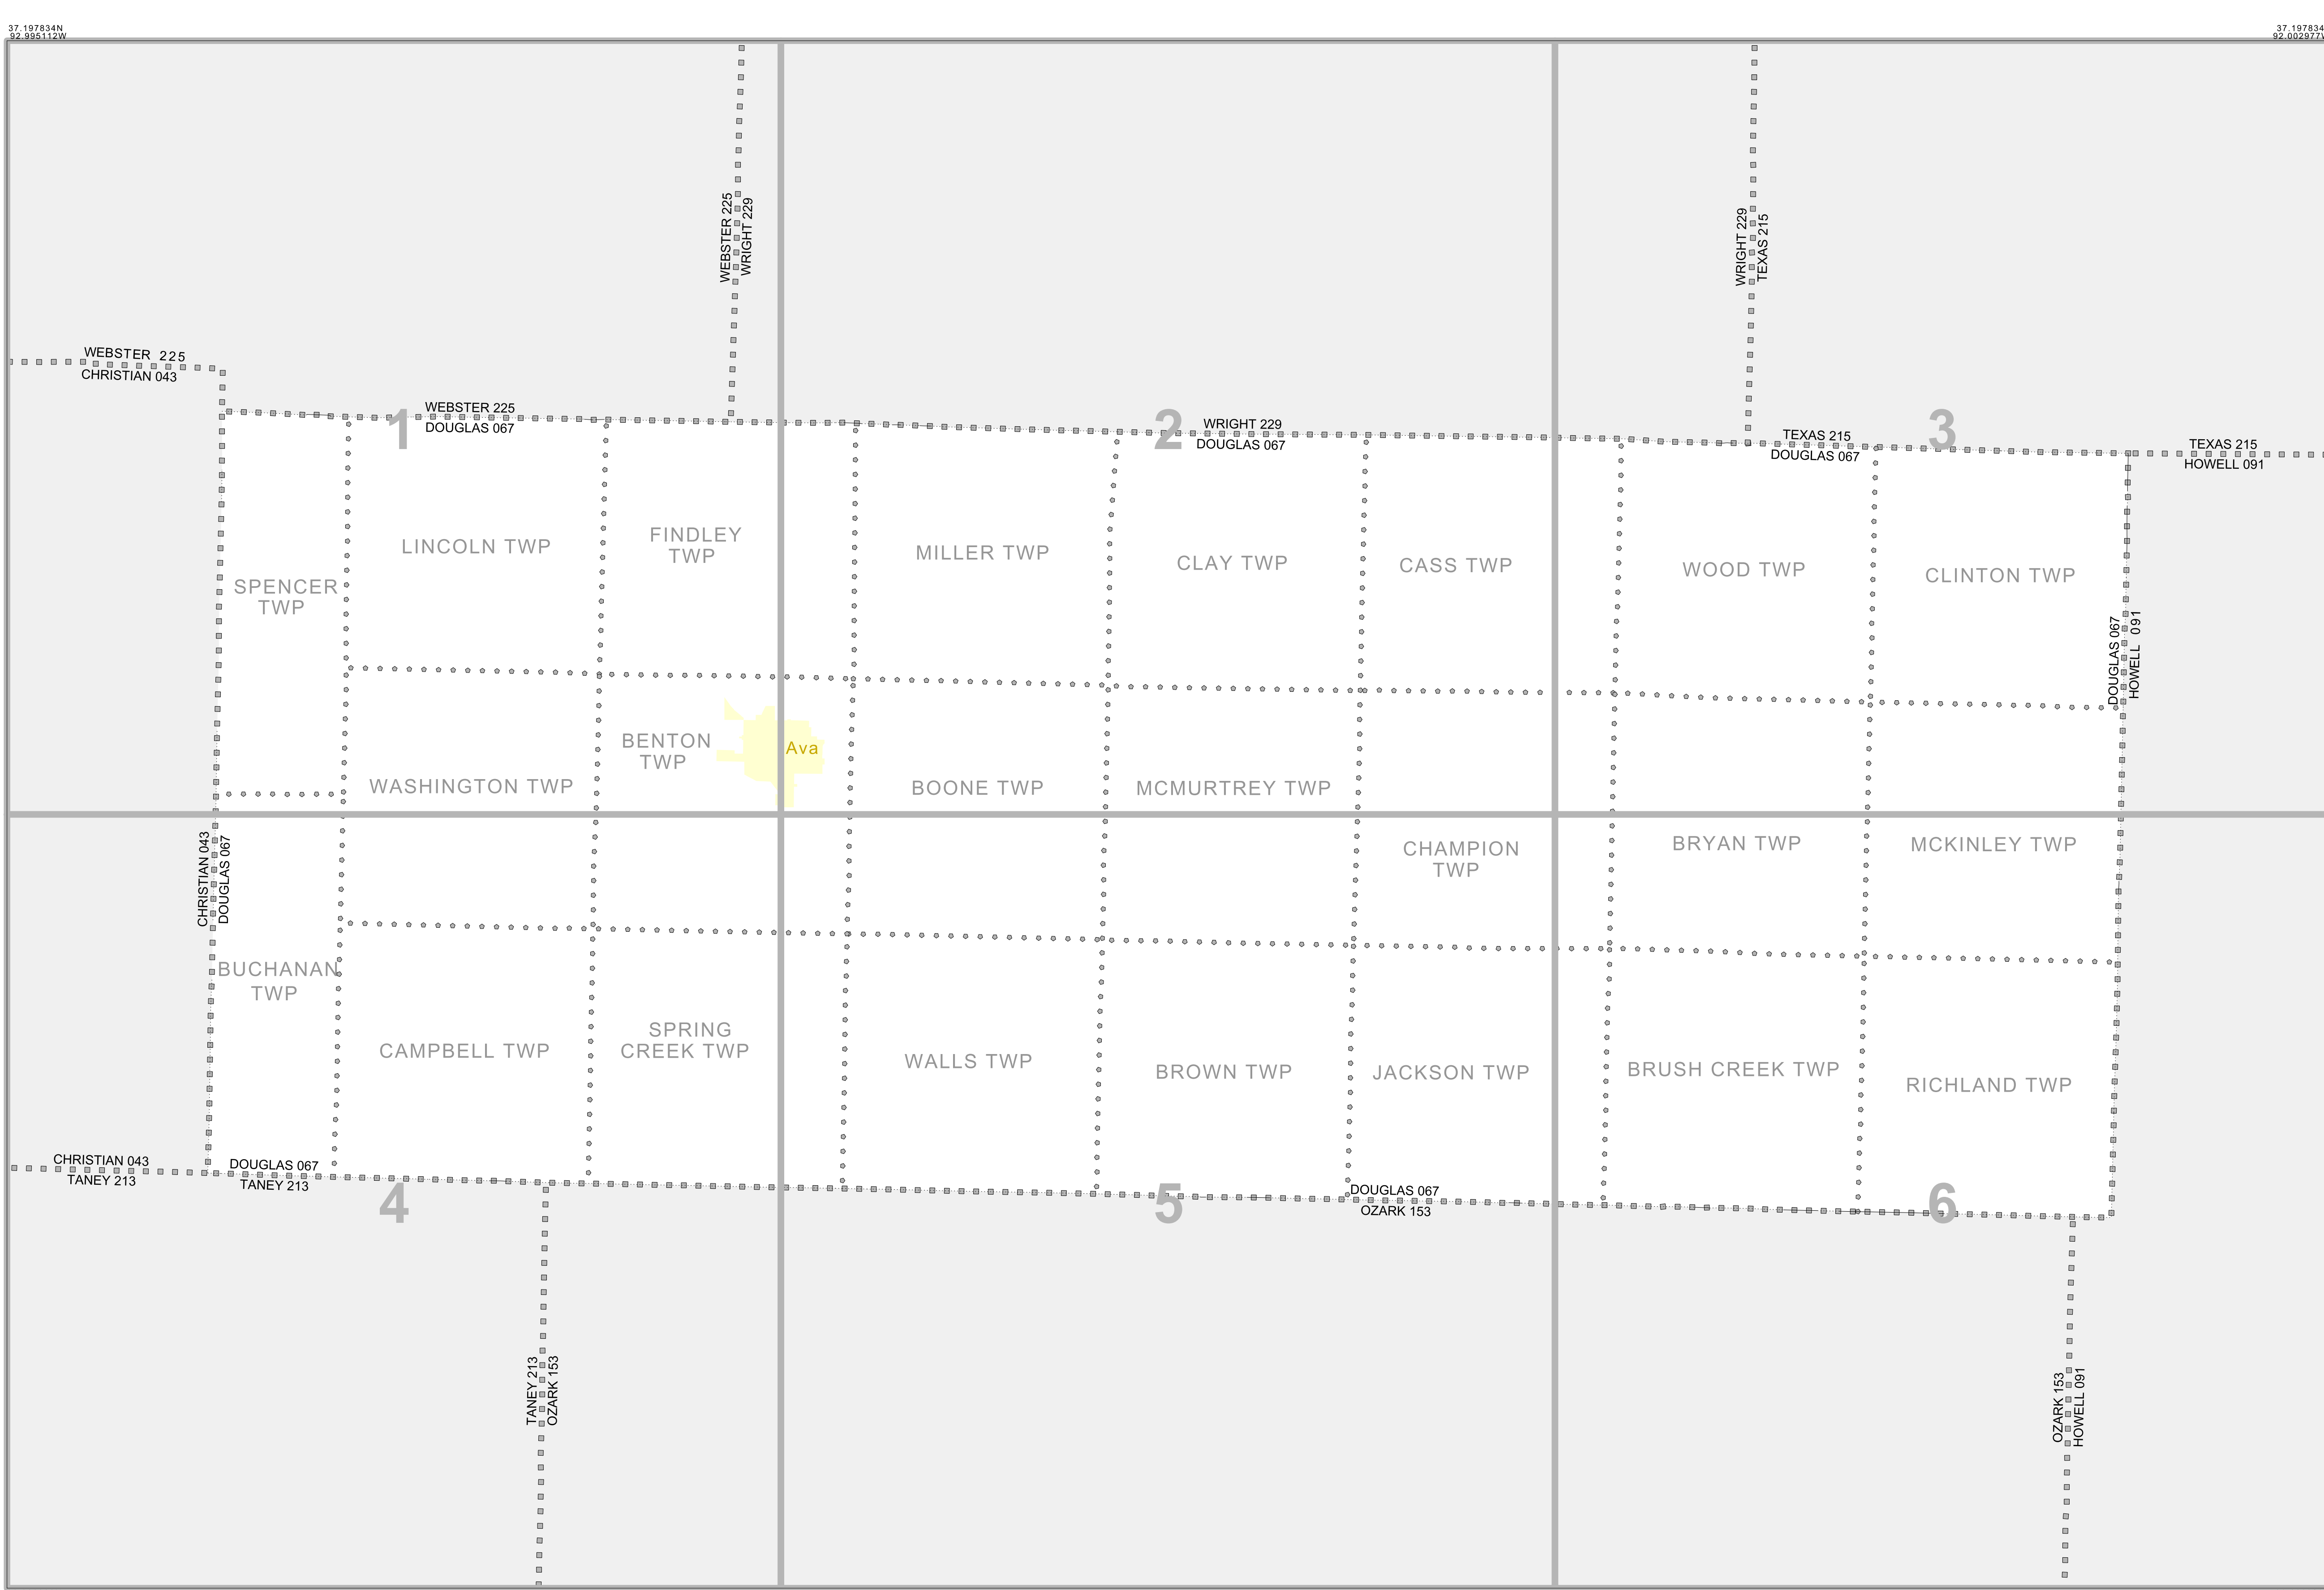 37.197834N
92.995112W
37.197834
92.002977W
WEBSTER 225
WRIGHT 229
WRIGHT 229
TEXAS 215
WEBSTER 225
CHRISTIAN 043
WEBSTER 225
DOUGLAS 067
1
2
WRIGHT 229
DOUGLAS 067
TEXAS 215
DOUGLAS 067
3
TEXAS 215
HOWELL 091
SPENCER
TWP
LINCOLN TWP
FINDLEY
TWP
MILLER TWP
CLAY TWP
CASS TWP
WOOD TWP
CLINTON TWP
DOUGLAS 067
HOWELL 091
WASHINGTON TWP
BENTON
TWP
Ava
BOONE TWP
MCMURTREY TWP
CHAMPION
TWP
BRYAN TWP
MCKINLEY TWP
CHRISTIAN 043
DOUGLAS 067
BUCHANAN
TWP
CAMPBELL TWP
SPRING
CREEK TWP
WALLS TWP
BROWN TWP
JACKSON TWP
BRUSH CREEK TWP
RICHLAND TWP
CHRISTIAN 043
TANEY 213
DOUGLAS 067
TANEY 213
4
5
DOUGLAS 067
OZARK 153
6
TANEY 213
OZARK 153
OZARK 153
HOWELL 091